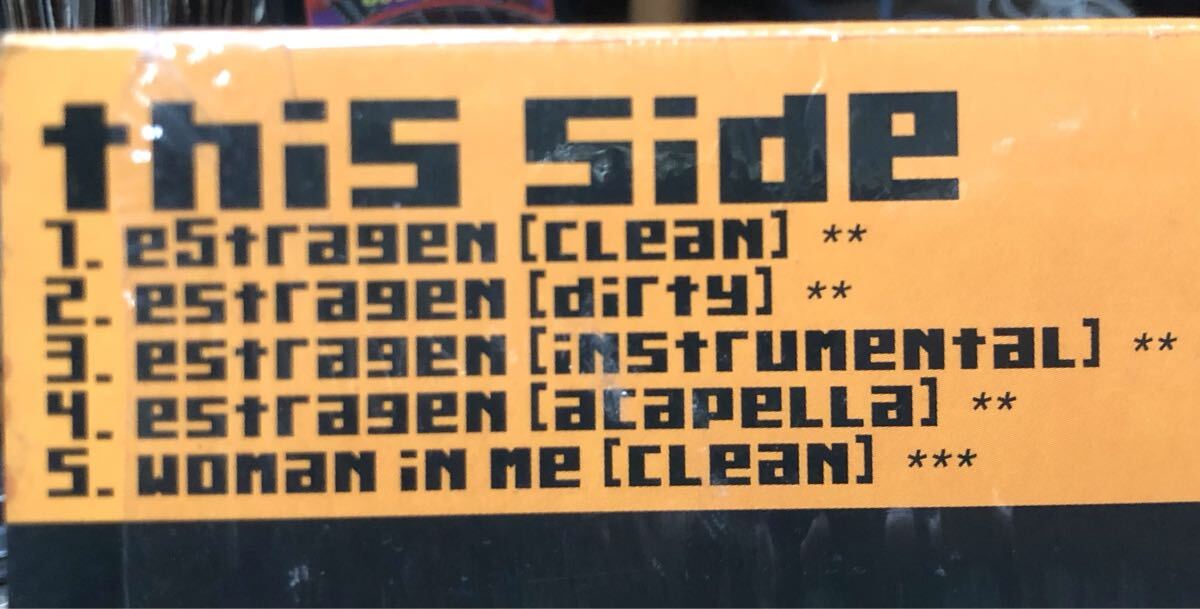 this side
1. estragen [clean] **
2. estragen [dirty] **
3. estragen [instrumental] **
4. estragen [acapella] **
5. woman in me [clean] ***